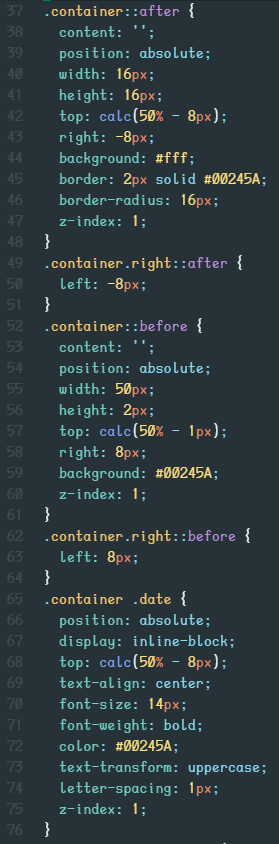 37 .container::after {
38 content: '';
39 position: absolute;
40 width: 16px;
41 height: 16px;
42 top: calc(50% - 8px);
43 right: -8px;
44 background: #fff;
45 border: 2px solid #00245A;
46 border-radius: 16px;
47 z-index: 1;
48 }
49 .container.right::after {
50 left: -8px;
51 }
52 .container::before {
53 content: '';
54 position: absolute;
55 width: 50px;
56 height: 2px;
57 top: calc(50% - 1px);
58 right: 8px;
59 background: #00245A;
60 z-index: 1;
61 }
62 .container.right::before {
63 left: 8px;
64 }
65 .container .date {
66 position: absolute;
67 display: inline-block;
68 top: calc(50% - 8px);
69 text-align: center;
70 font-size: 14px;
71 font-weight: bold;
72 color: #00245A;
73 text-transform: uppercase;
74 letter-spacing: 1px;
75 z-index: 1;
76 }